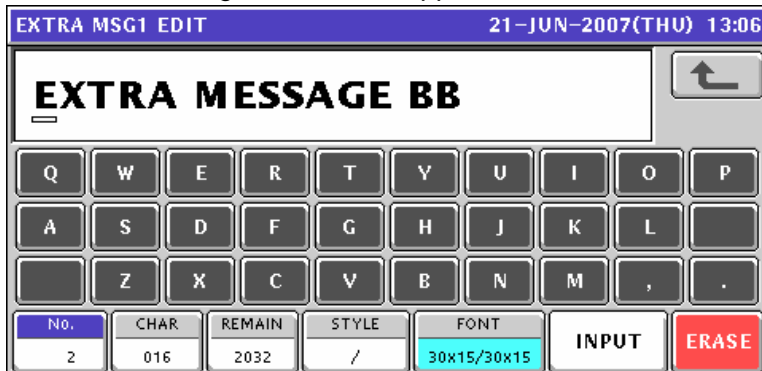 EXTRA MSG1 EDIT 21-JUN-2007(THU) 13:06
EXTRA MESSAGE BB
Q W E R T Y U I O P
A S D F G H J K L
Z X C V B N M , .
No. CHAR REMAIN STYLE FONT INPUT ERASE
2 016 2032 / 30x15/30x15